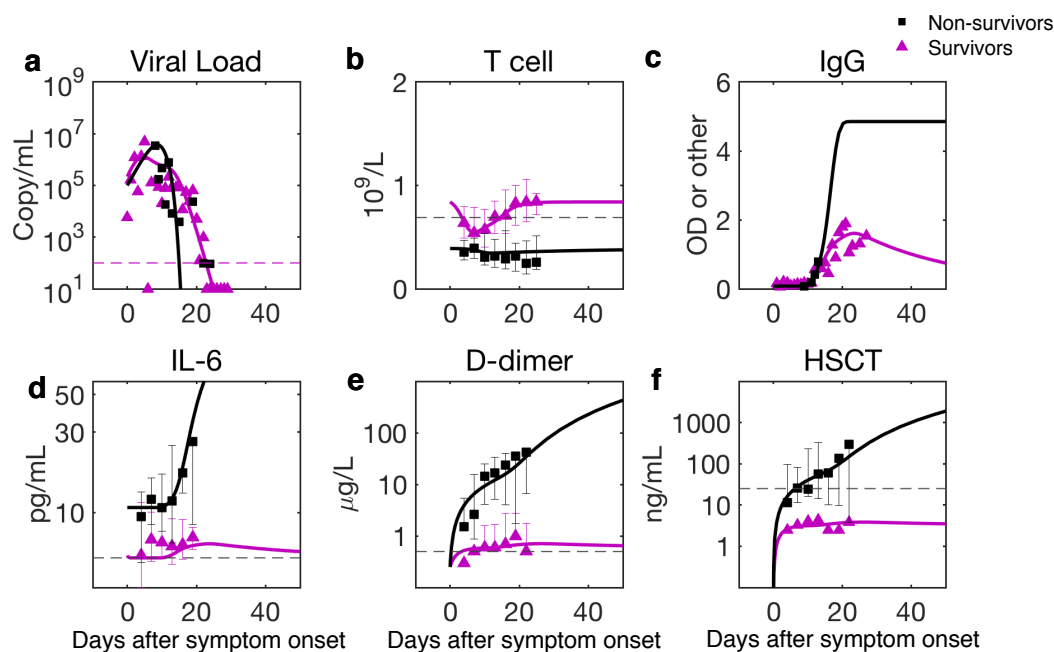 Non-survivors
Survivors
a Viral Load
b T cell
c IgG
10^9
10^7
10^5
10^3
10^1
Copy/mL
0 20 40
2
1
0
10^9/L
0 20 40
6
4
2
0
OD or other
0 20 40
d IL-6
e D-dimer
f HSCT
50
30
10
pg/mL
0 20 40
Days after symptom onset
100
10
1
μg/L
0 20 40
Days after symptom onset
1000
100
10
1
ng/mL
0 20 40
Days after symptom onset